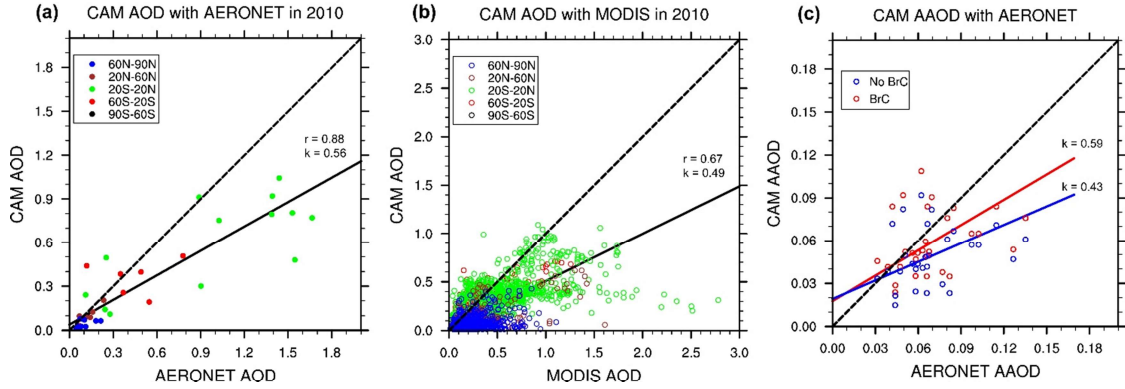 (a) CAM AOD with AERONET in 2010
1.8
1.5
1.2
0.9
0.6
0.3
0.0
CAM AOD
60N-90N
20N-60N
20S-20N
60S-20S
90S-60S
r = 0.88
k = 0.56
0.0 0.3 0.6 0.9 1.2 1.5 1.8
AERONET AOD
(b) CAM AOD with MODIS in 2010
3.0
2.5
2.0
1.5
1.0
0.5
0.0
CAM AOD
60N-90N
20N-60N
20S-20N
60S-20S
90S-60S
r = 0.67
k = 0.49
0.0 0.5 1.0 1.5 2.0 2.5 3.0
MODIS AOD
(c) CAM AAOD with AERONET
0.18
0.15
0.12
0.09
0.06
0.03
0.00
CAM AAOD
No BrC
BrC
k = 0.59
k = 0.43
0.00 0.03 0.06 0.09 0.12 0.15 0.18
AERONET AAOD